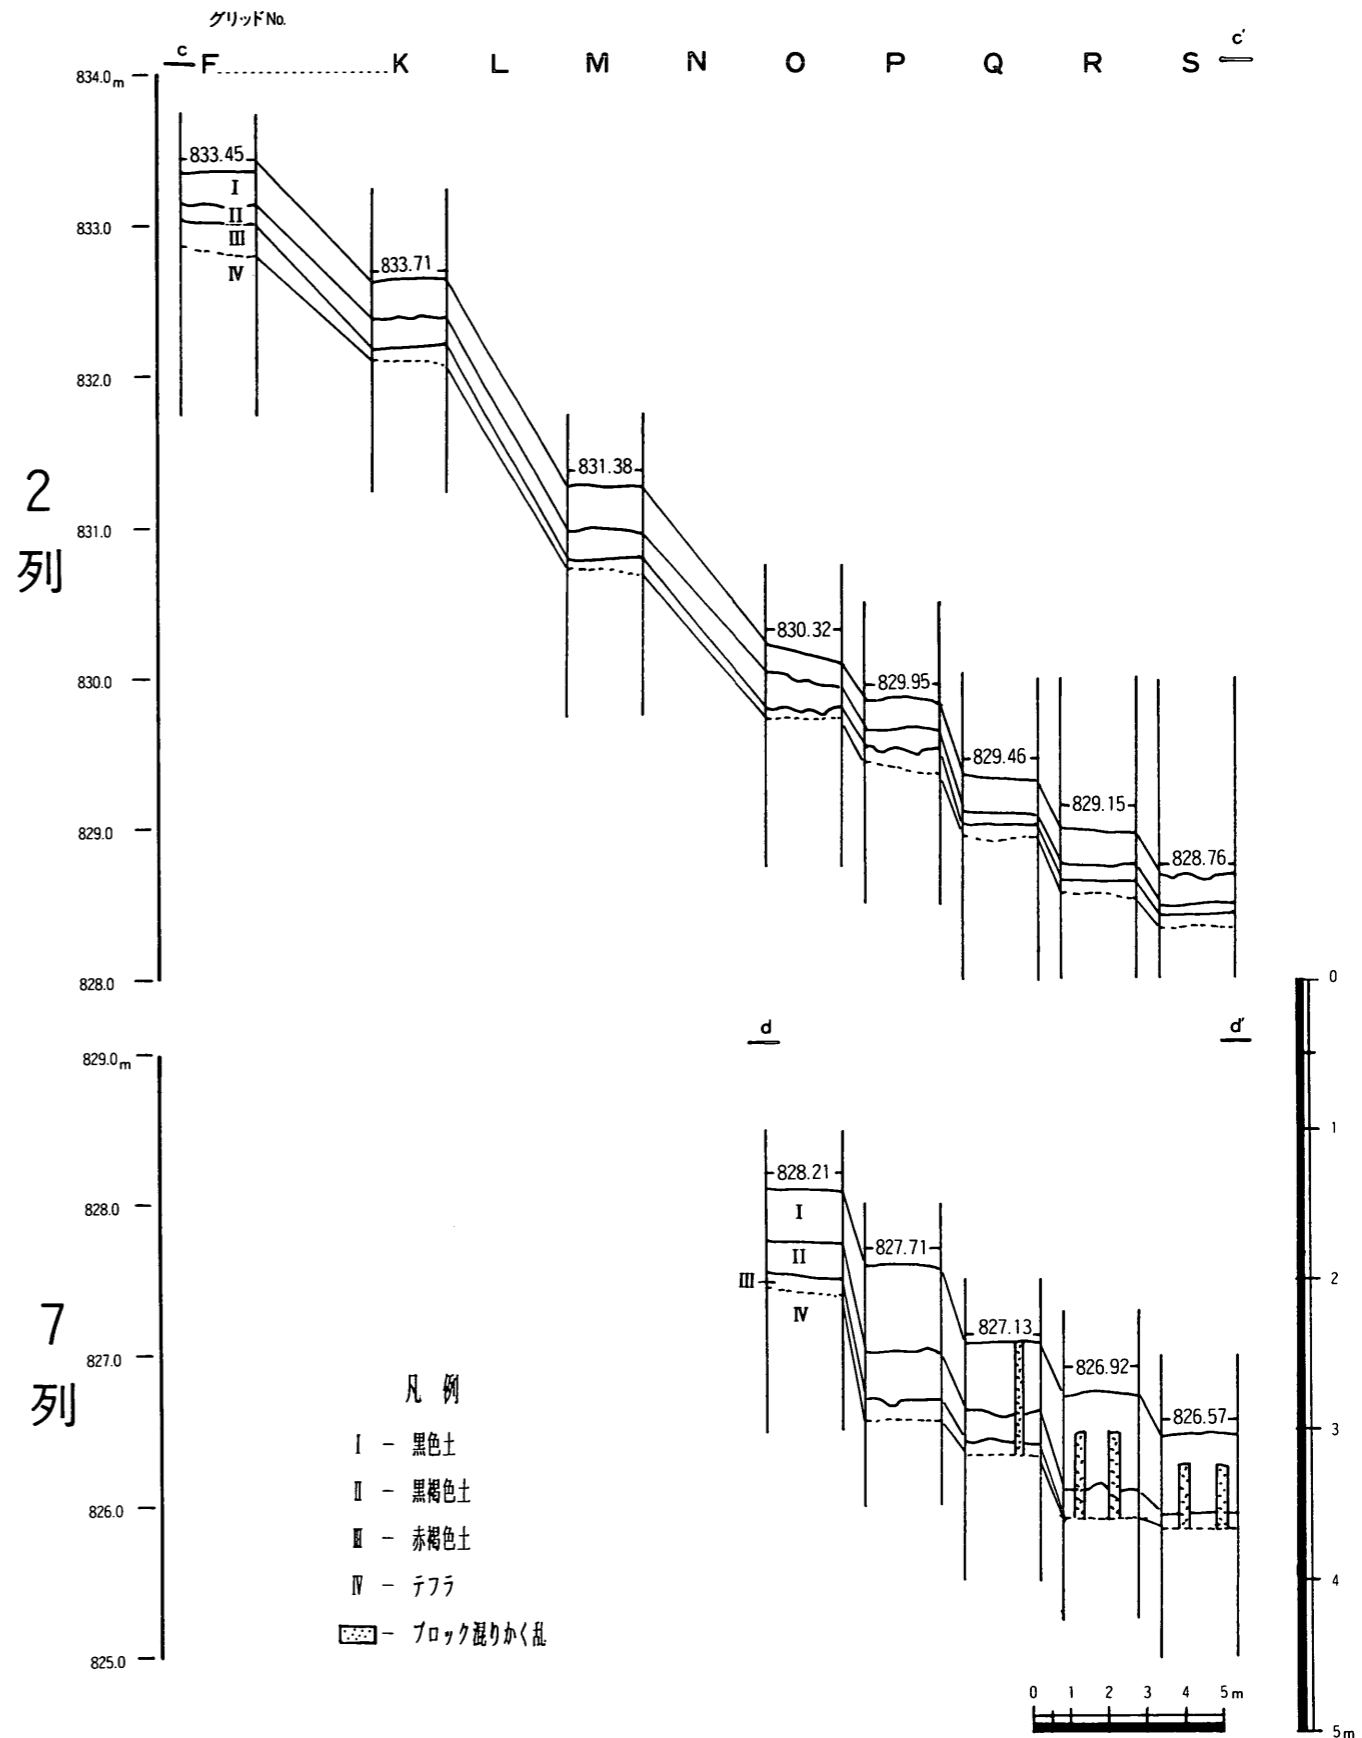 グリッドNo.
c F K L M N O P Q R S c'
834.0m
833.45
I
II
833.0
III
IV
833.71
832.0
2列
831.38
831.0
830.32
830.0
829.95
829.46
829.15
829.0
828.76
828.0
0
d d'
829.0m
1
828.21
828.0
I
827.71
II
III
2
IV
7列
827.13
827.0
826.92
826.57
3
凡例
I - 黒色土
II - 黒褐色土
826.0
III - 赤褐色土
IV - テフラ
4
ブロック混りかく乱
825.0
0 1 2 3 4 5m
5m